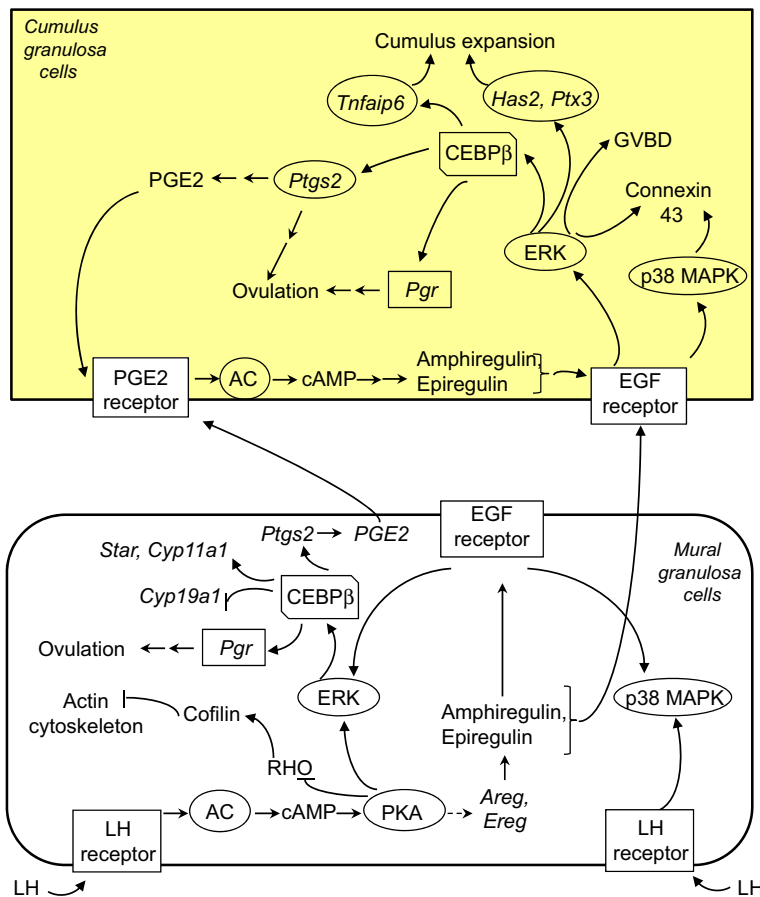 Cumulus
granulosa
cells
Cumulus expansion
Tnfaip6
Has2, Ptx3
CEBPβ
GVBD
PGE2
Ptgs2
Connexin
43
ERK
p38 MAPK
Ovulation
Pgr
PGE2
receptor
AC
cAMP
Amphiregulin,
Epiregulin
EGF
receptor
EGF
receptor
Ptgs2
PGE2
Mural
granulosa
cells
Star, Cyp11a1
Cyp19a1
CEBPβ
Ovulation
Pgr
ERK
p38 MAPK
Actin
cytoskeleton
Cofilin
Amphiregulin,
Epiregulin
RHO
Areg,
Ereg
AC
cAMP
PKA
LH
receptor
LH
receptor
LH
LH